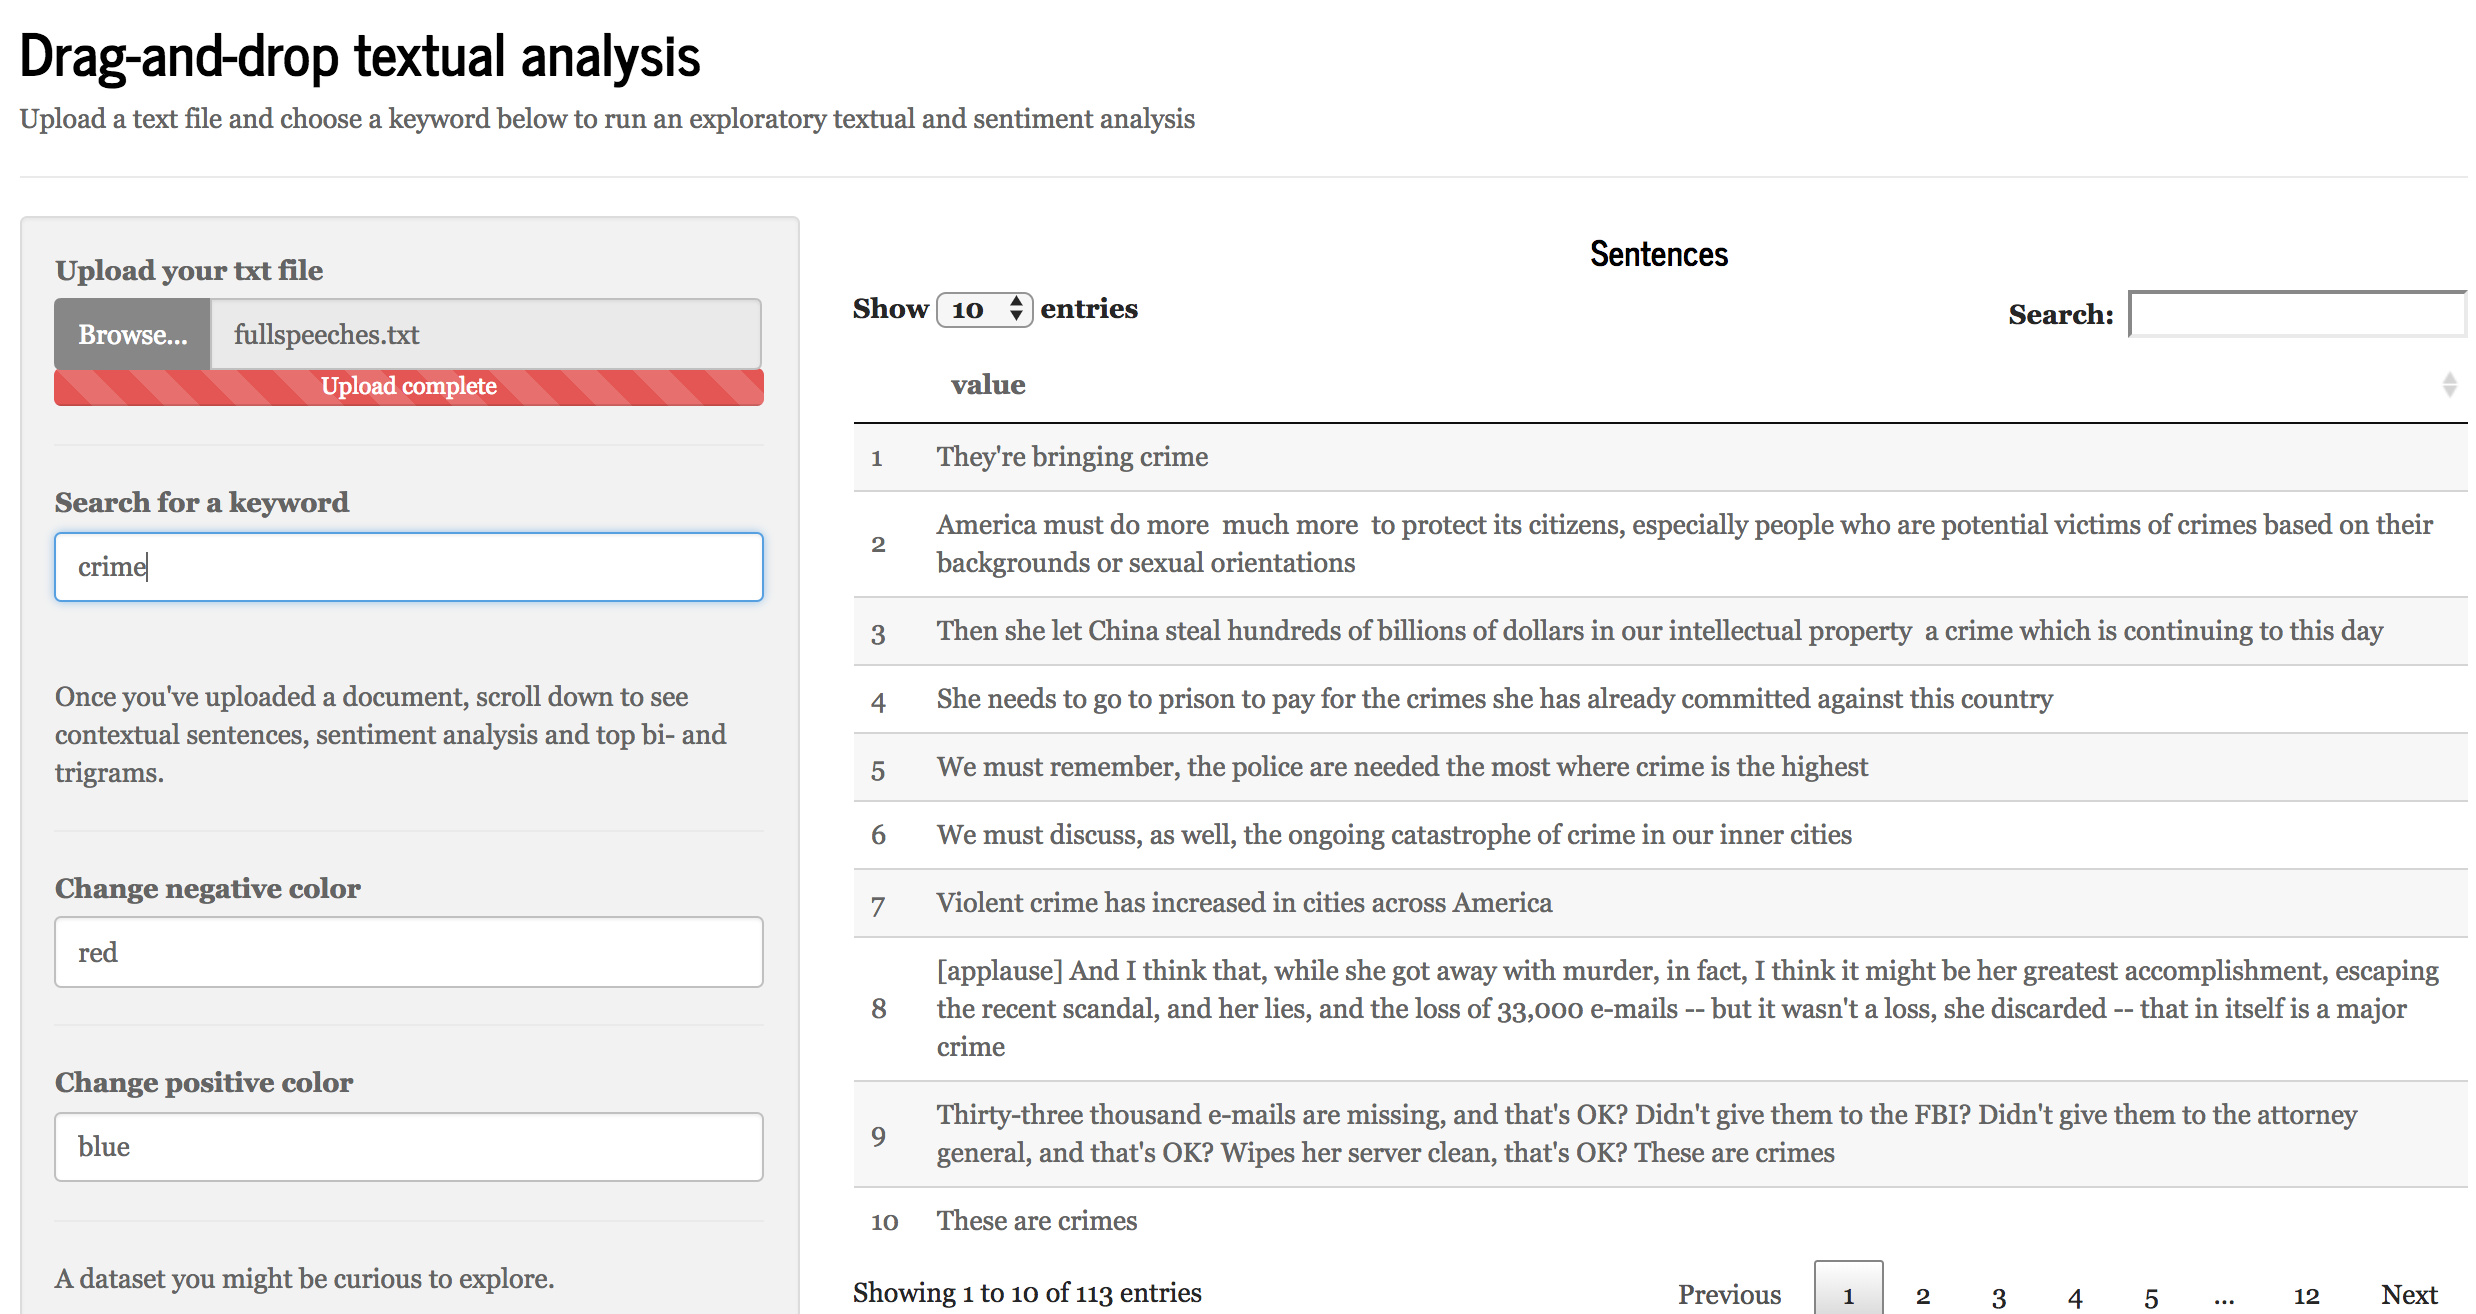 Drag-and-drop textual analysis
Upload a text file and choose a keyword below to run an exploratory textual and sentiment analysis
Upload your txt file
Browse... fullspeeches.txt
Upload complete
Search for a keyword
crime
Once you've uploaded a document, scroll down to see
contextual sentences, sentiment analysis and top bi- and
trigrams.
Change negative color
red
Change positive color
blue
A dataset you might be curious to explore.
Sentences
Show 10 entries
Search:
value
1 They're bringing crime
2 America must do more  much more  to protect its citizens, especially people who are potential victims of crimes based on their
backgrounds or sexual orientations
3 Then she let China steal hundreds of billions of dollars in our intellectual property  a crime which is continuing to this day
4 She needs to go to prison to pay for the crimes she has already committed against this country
5 We must remember, the police are needed the most where crime is the highest
6 We must discuss, as well, the ongoing catastrophe of crime in our inner cities
7 Violent crime has increased in cities across America
8 [applause] And I think that, while she got away with murder, in fact, I think it might be her greatest accomplishment, escaping
the recent scandal, and her lies, and the loss of 33,000 e-mails -- but it wasn't a loss, she discarded -- that in itself is a major
crime
9 Thirty-three thousand e-mails are missing, and that's OK? Didn't give them to the FBI? Didn't give them to the attorney
general, and that's OK? Wipes her server clean, that's OK? These are crimes
10 These are crimes
Showing 1 to 10 of 113 entries
Previous 1 2 3 4 5 ... 12 Next